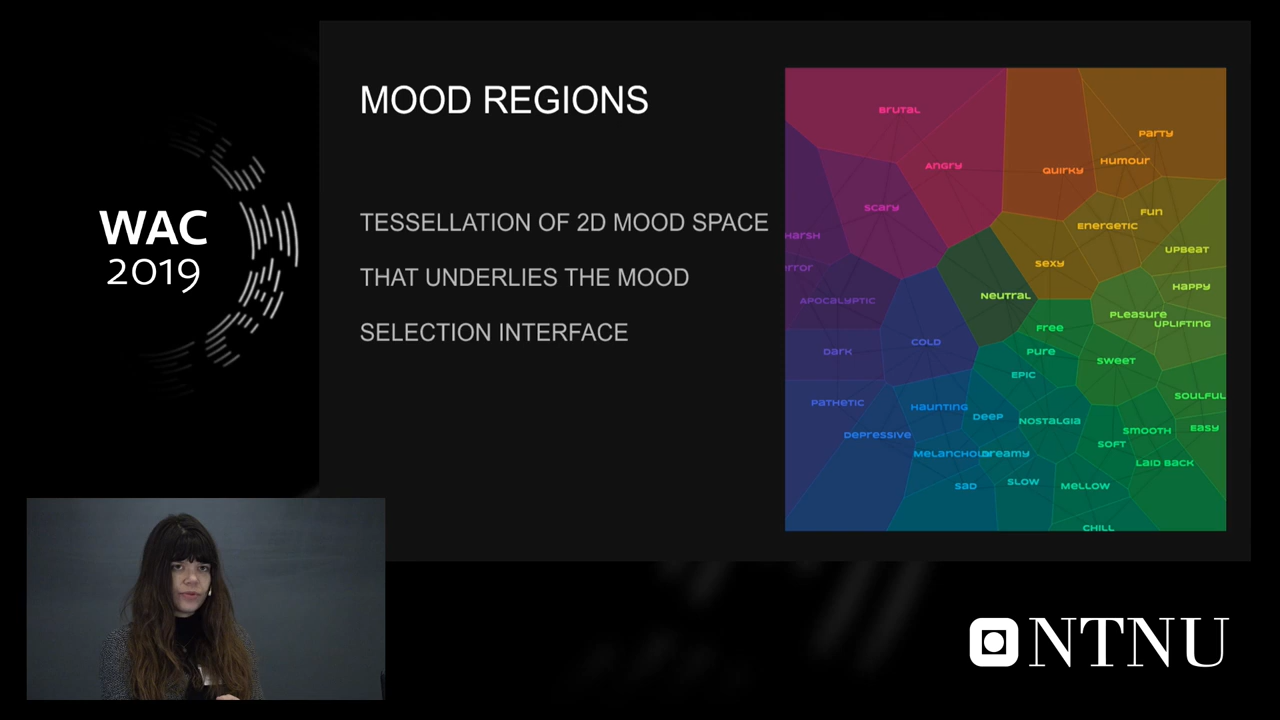 WAC
2019
MOOD REGIONS
TESSELLATION OF 2D MOOD SPACE
THAT UNDERLIES THE MOOD
SELECTION INTERFACE
BRUTAL
PARTY
HUMOUR
ANGRY
QUIRKY
SCARY
FUN
ENERGETIC
HARSH
UPBEAT
SEXY
rror
HAPPY
NEUTRAL
APOCALYPTIC
PLEASURE
UPLIFTING
FREE
COLD
PURE
DARK
SWEET
EPIC
SOULFUL
PATHETIC
HAUNTING
DEEP
NOSTALGIA
EASY
SMOOTH
DEPRESSIVE
SOFT
MELANCHOLY
DREAMY
LAID BACK
SLOW
SAD
MELLOW
CHILL
NTNU